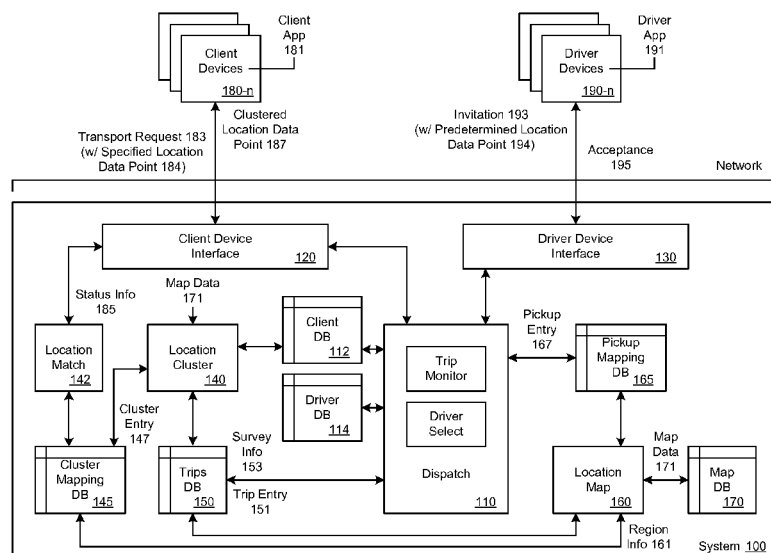 Client
App
181
Driver
App
191
Client
Devices
180-n
Driver
Devices
190-n
Transport Request 183
(w/ Specified Location
Data Point 184)
Clustered
Location Data
Point 187
Invitation 193
(w/ Predetermined Location
Data Point 194)
Acceptance
195
Network
Client Device
Interface
120
Driver Device
Interface
130
Status Info
185
Map Data
171
Client
DB
112
Pickup
Entry
167
Location
Match
142
Location
Cluster
140
Trip
Monitor
Pickup
Mapping
DB
165
Driver
DB
114
Driver
Select
Cluster
Entry
147
Survey
Info
153
Map
Data
171
Cluster
Mapping
DB
145
Trips
DB
150
Trip Entry
151
Dispatch
110
Location
Map
160
Map
DB
170
Region
Info 161
System 100